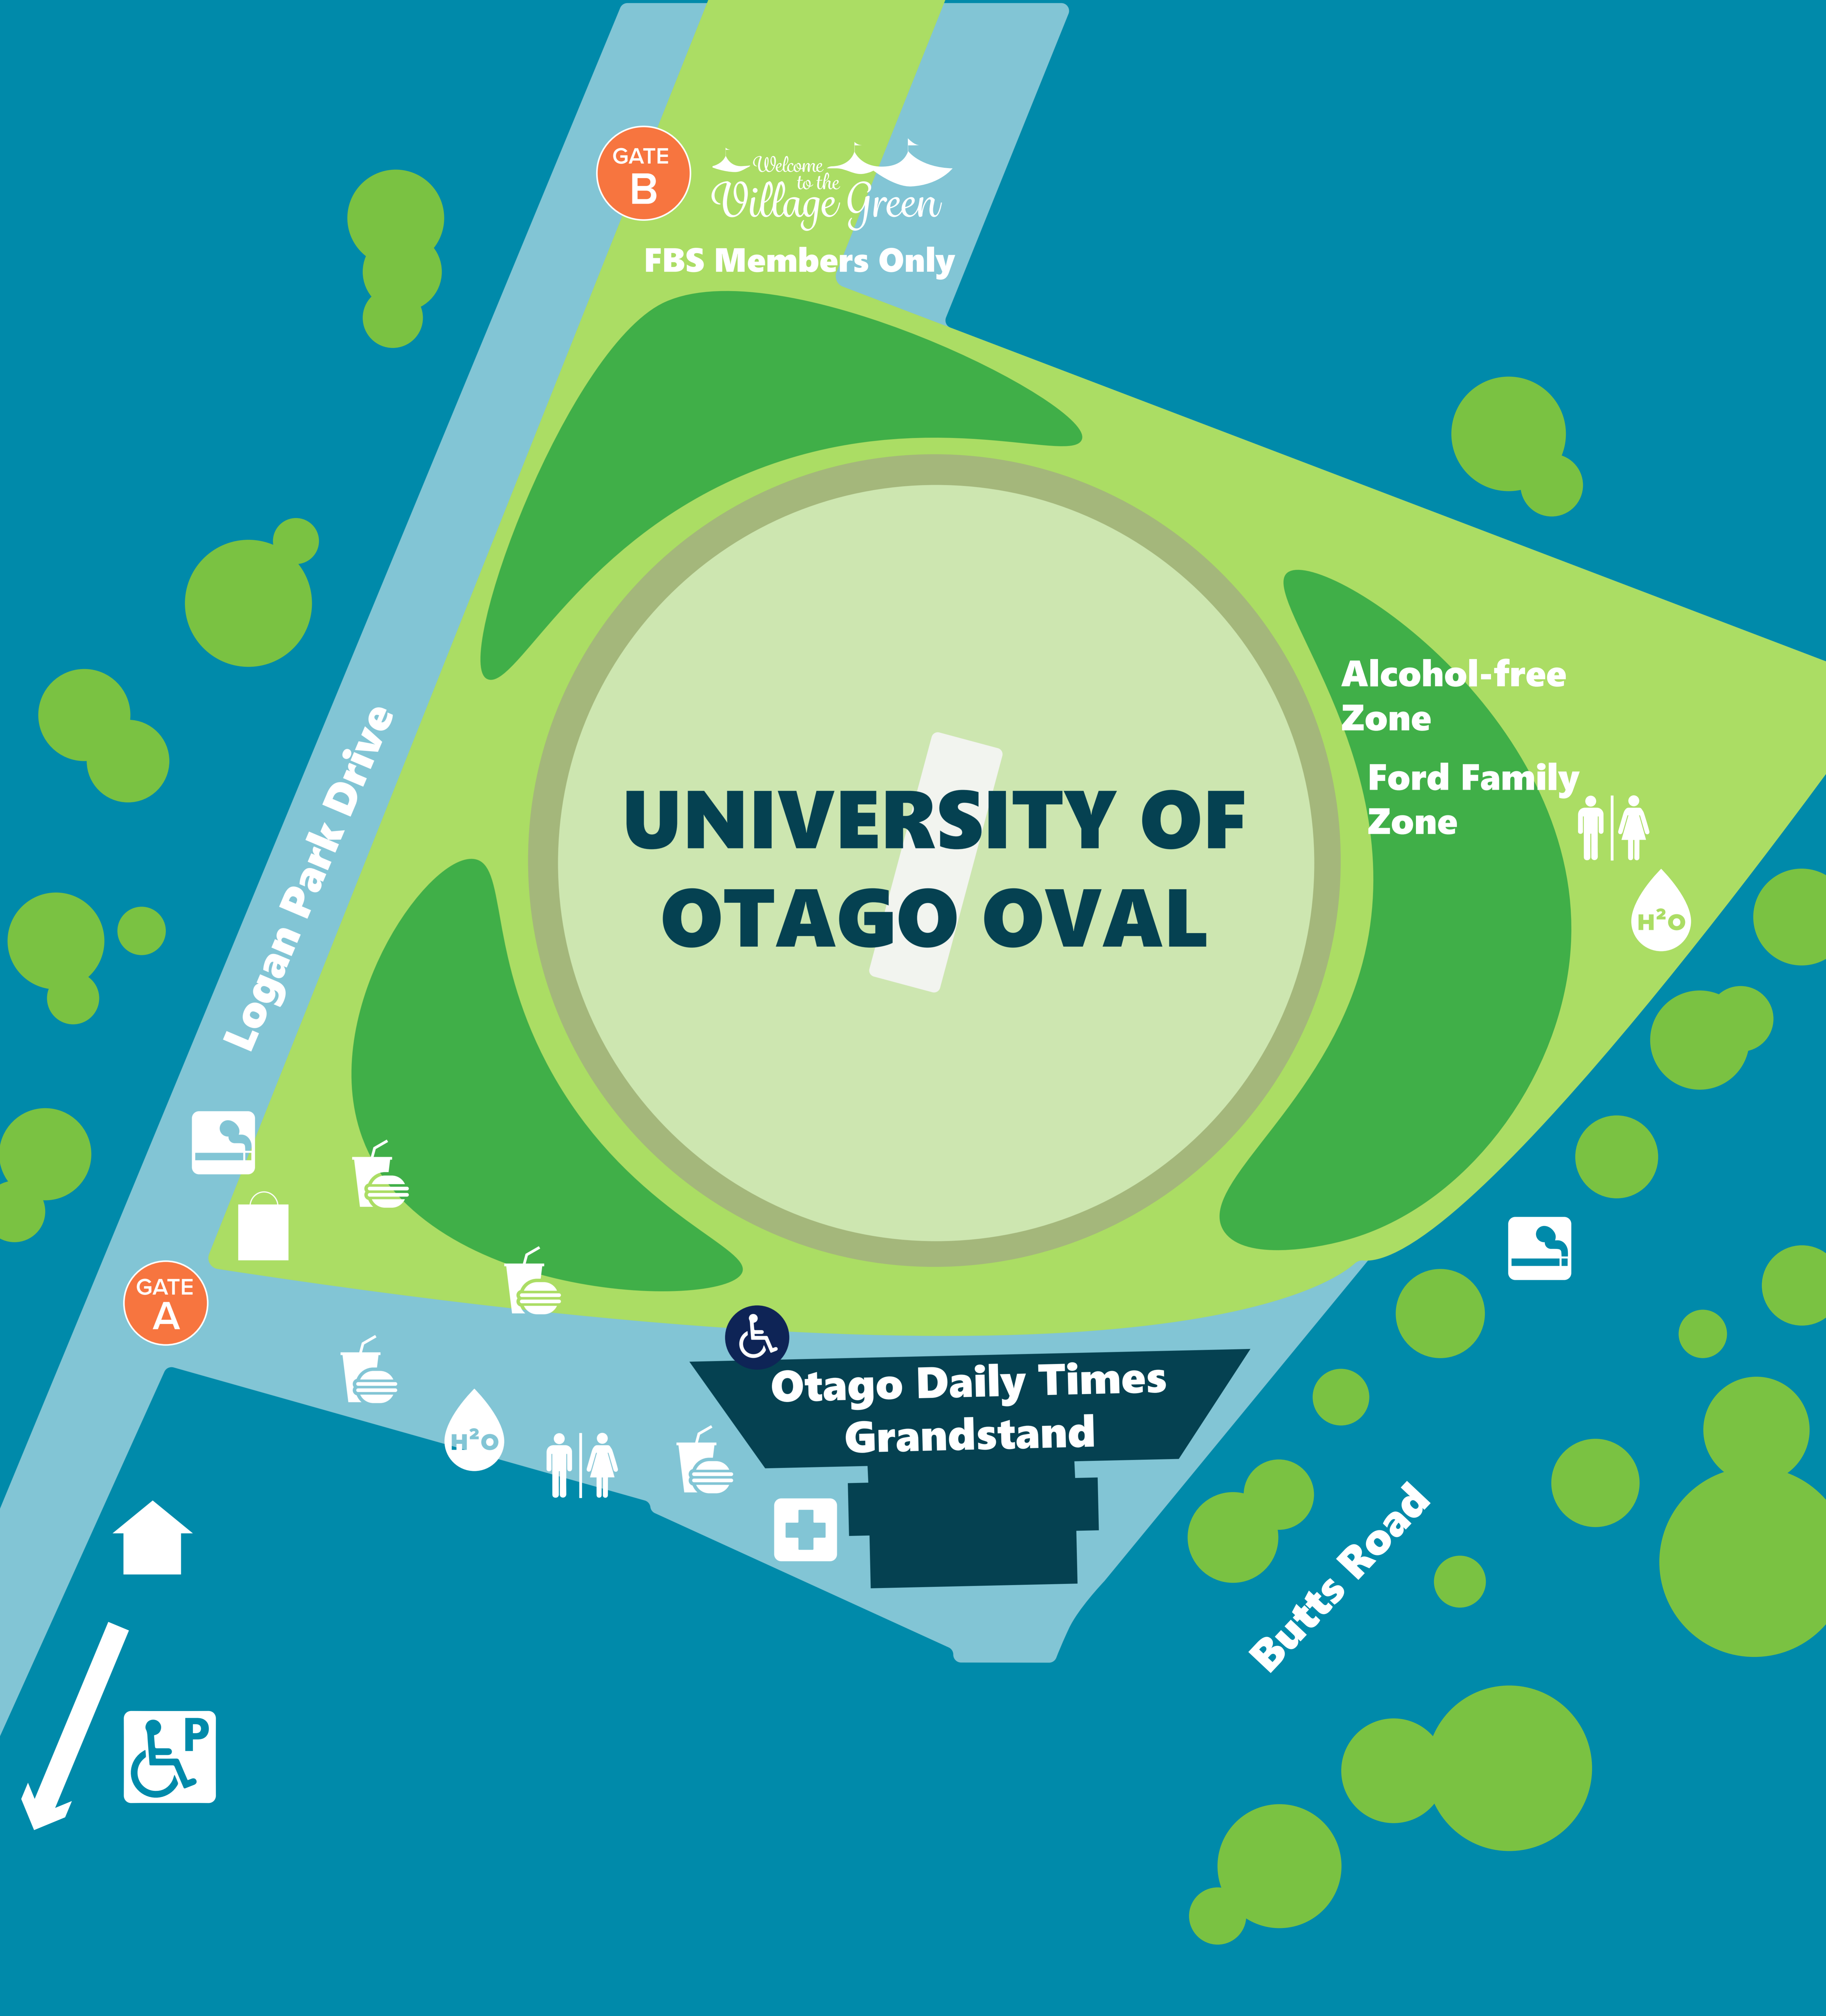 GATE
B
Welcome
to the
Village Green
FBS Members Only
Alcohol-free
Zone
Ford Family
Zone
H²O
UNIVERSITY OF
OTAGO OVAL
Logan Park Drive
GATE
A
H²O
Otago Daily Times
Grandstand
Butts Road
P